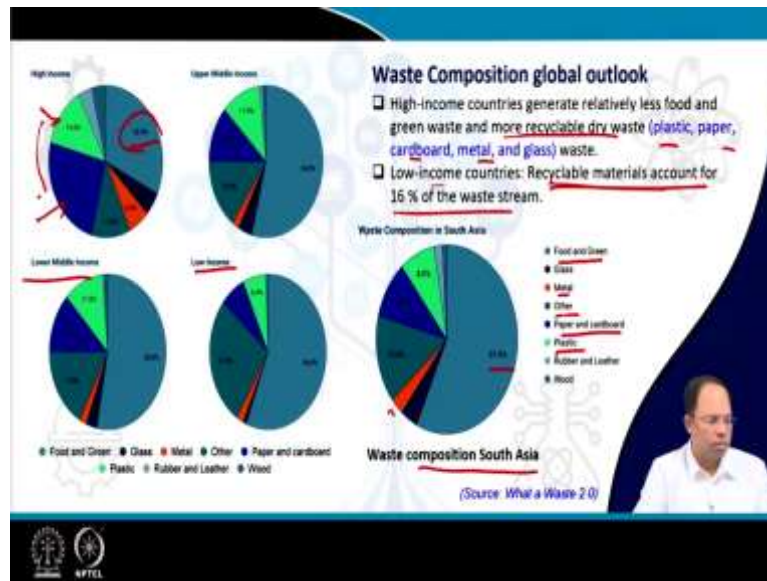 High Income
Upper Middle Income
Waste Composition global outlook
High-income countries generate relatively less food and
green waste and more recyclable dry waste (plastic, paper,
cardboard, metal, and glass) waste.
Low-income countries: Recyclable materials account for
16 % of the waste stream.
Lower Middle Income
Low Income
Waste Composition in South Asia
Food and Green
Glass
Metal
Other
Paper and cardboard
Plastic
Rubber and Leather
Wood
Food and Green Glass Metal Other Paper and cardboard
Plastic Rubber and Leather Wood
Waste composition South Asia
(Source: What a Waste 2.0)
NPTEL